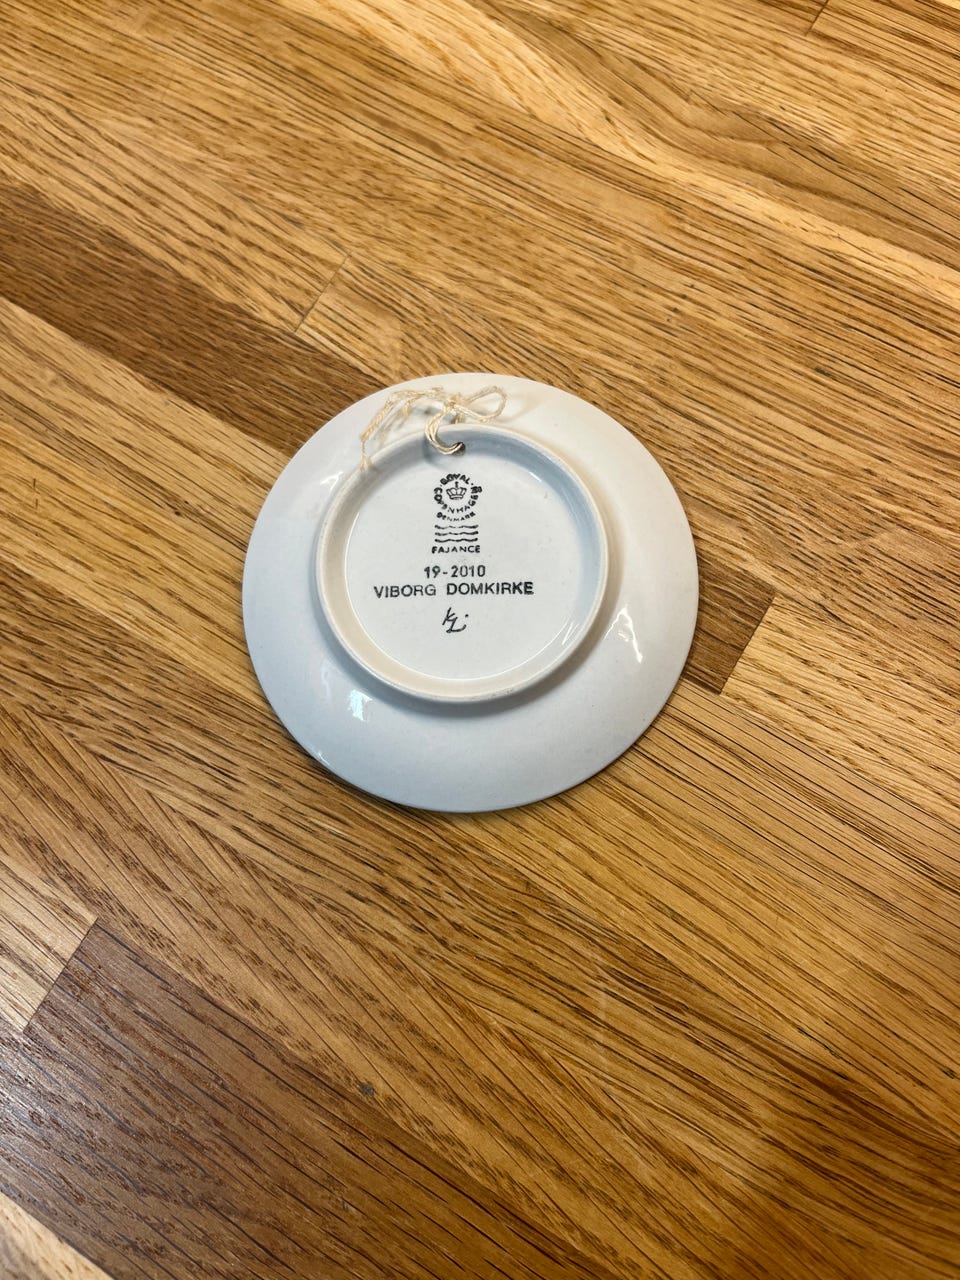 ROYAL
COPENHAGEN
DENMARK
FAJANCE
19-2010
VIBORG DOMKIRKE